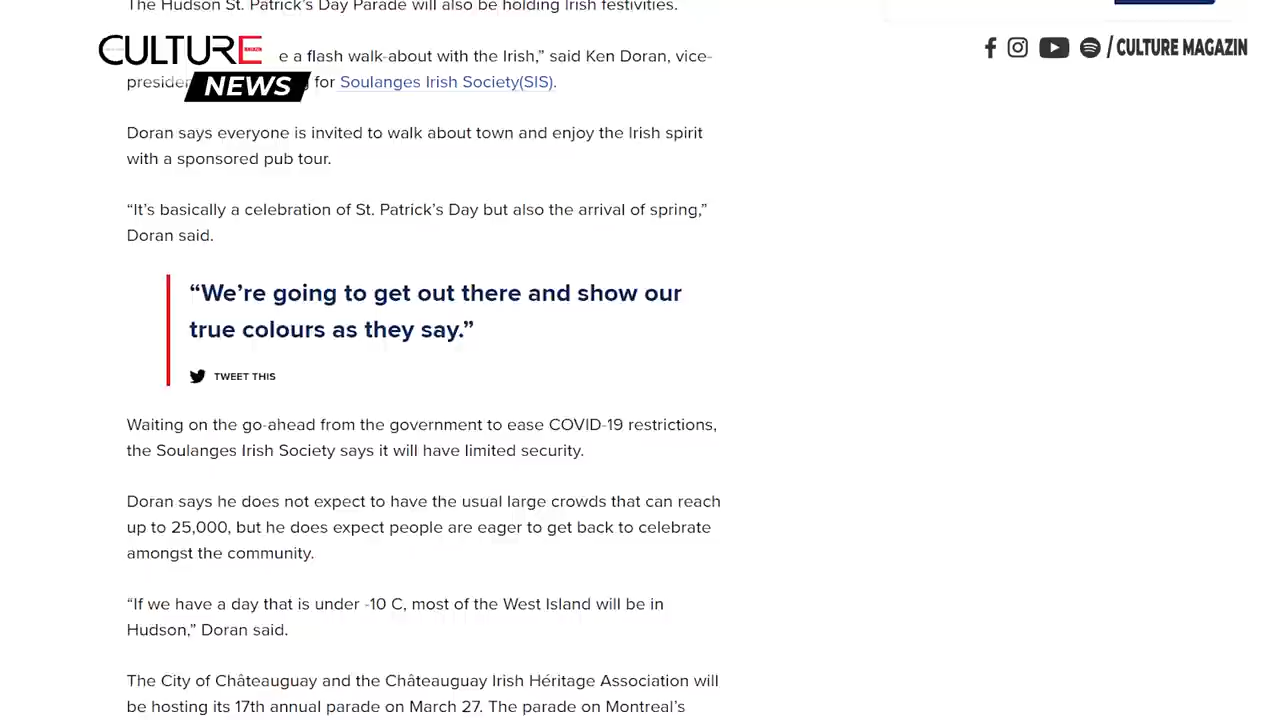 The Hudson St. Patrick's Day Parade will also be holding Irish festivities.
CULTURE
NEWS
/ CULTURE MAGAZIN
e a flash walk-about with the Irish,” said Ken Doran, vice-
presiden for Soulanges Irish Society(SIS).
Doran says everyone is invited to walk about town and enjoy the Irish spirit
with a sponsored pub tour.
“It’s basically a celebration of St. Patrick’s Day but also the arrival of spring,”
Doran said.
“We’re going to get out there and show our
true colours as they say.”
TWEET THIS
Waiting on the go-ahead from the government to ease COVID-19 restrictions,
the Soulanges Irish Society says it will have limited security.
Doran says he does not expect to have the usual large crowds that can reach
up to 25,000, but he does expect people are eager to get back to celebrate
amongst the community.
“If we have a day that is under -10 C, most of the West Island will be in
Hudson,” Doran said.
The City of Châteauguay and the Châteauguay Irish Héritage Association will
be hosting its 17th annual parade on March 27. The parade on Montreal’s